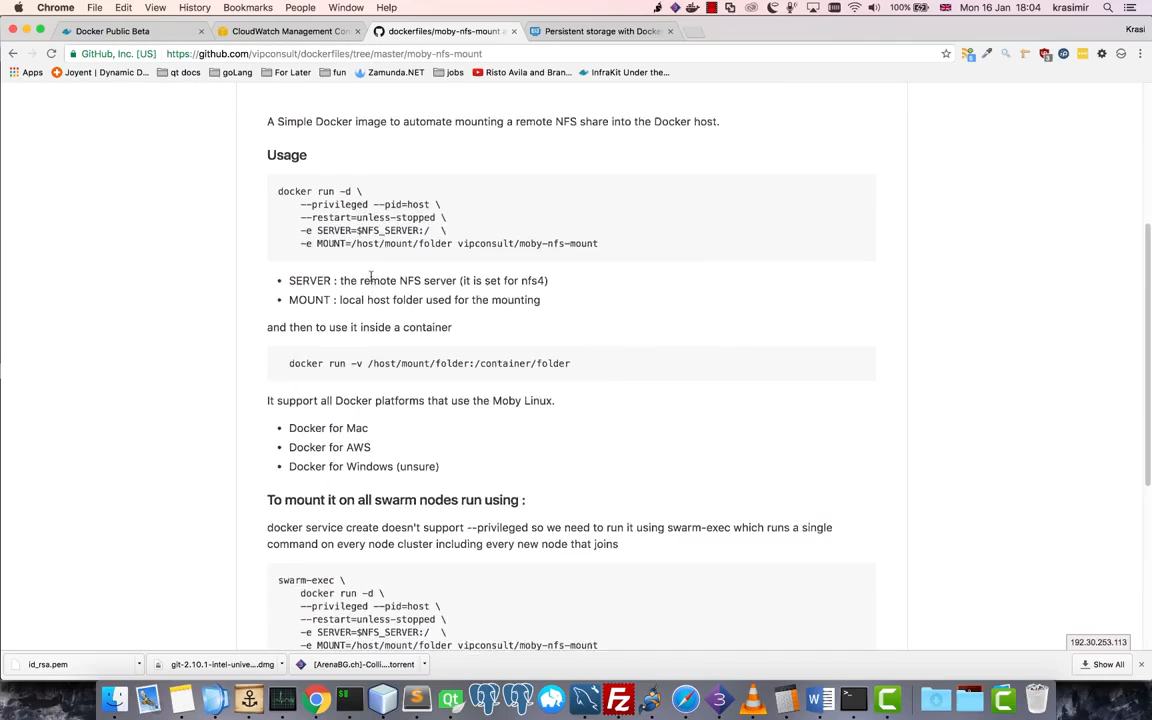 Chrome File Edit View History Bookmarks People Window Help 100% Mon 16 Jan 18:04 krasimir
Docker Public Beta × CloudWatch Management Con × dockerfiles/moby-nfs-mount a × Persistent storage with Docke × Krasi
GitHub, Inc. [US] https://github.com/vipconsult/dockerfiles/tree/master/moby-nfs-mount
Apps Joyent | Dynamic D... qt docs goLang For Later fun Zamunda.NET jobs Risto Avila and Bran... InfraKit Under the...
A Simple Docker image to automate mounting a remote NFS share into the Docker host.
Usage
docker run -d \
--privileged --pid=host \
--restart=unless-stopped \
-e SERVER=$NFS_SERVER:/ \
-e MOUNT=/host/mount/folder vipconsult/moby-nfs-mount
• SERVER : the remote NFS server (it is set for nfs4)
• MOUNT : local host folder used for the mounting
and then to use it inside a container
docker run -v /host/mount/folder:/container/folder
It support all Docker platforms that use the Moby Linux.
• Docker for Mac
• Docker for AWS
• Docker for Windows (unsure)
To mount it on all swarm nodes run using :
docker service create doesn't support --privileged so we need to run it using swarm-exec which runs a single
command on every node cluster including every new node that joins
swarm-exec \
docker run -d \
--privileged --pid=host \
--restart=unless-stopped \
-e SERVER=$NFS_SERVER:/ \
-e MOUNT=/host/mount/folder vipconsult/moby-nfs-mount
192.30.253.113
id_rsa.pem git-2.10.1-intel-unive....dmg [ArenaBG.ch]-Colli....torrent Show All